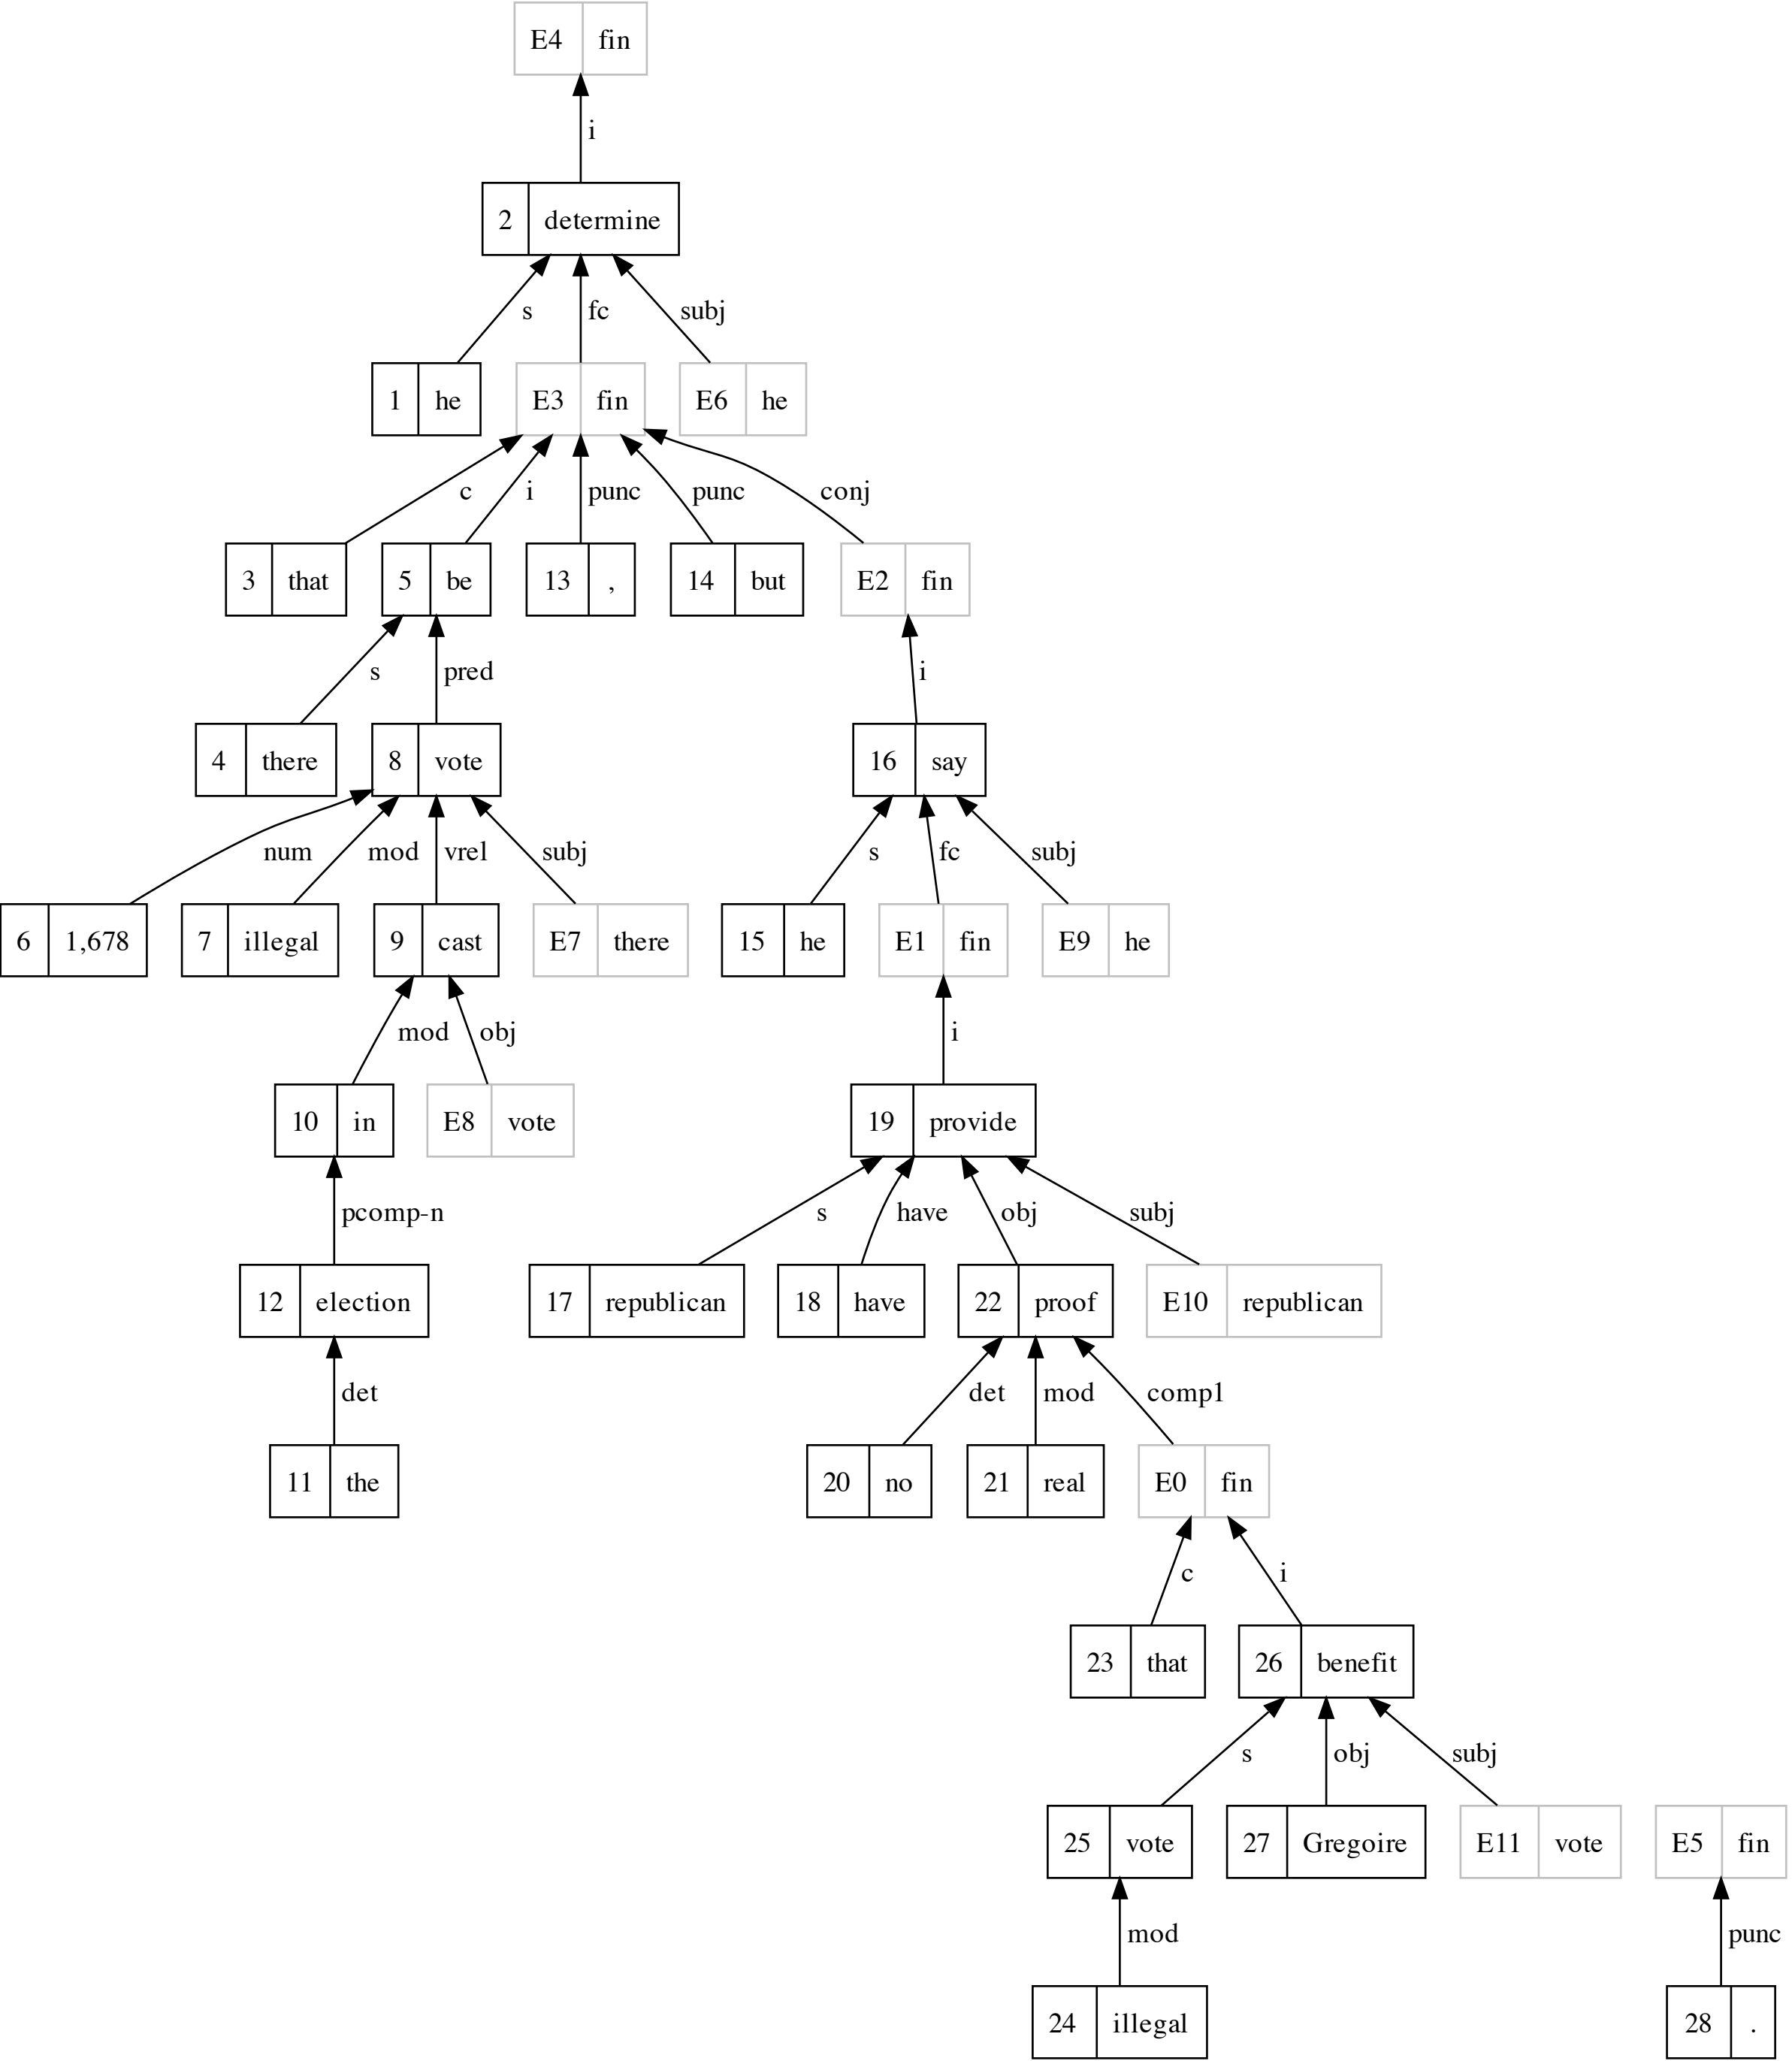 E4 fin
i
2 determine
s fc subj
1 he E3 fin E6 he
c i punc punc conj
3 that 5 be 13 , 14 but E2 fin
s pred i
4 there 8 vote 16 say
num mod vrel subj s fc subj
6 1,678 7 illegal 9 cast E7 there 15 he E1 fin E9 he
mod obj i
10 in E8 vote 19 provide
pcomp-n s have obj subj
12 election 17 republican 18 have 22 proof E10 republican
det det mod comp1
11 the 20 no 21 real E0 fin
c i
23 that 26 benefit
s obj subj
25 vote 27 Gregoire E11 vote E5 fin
mod punc
24 illegal 28 .